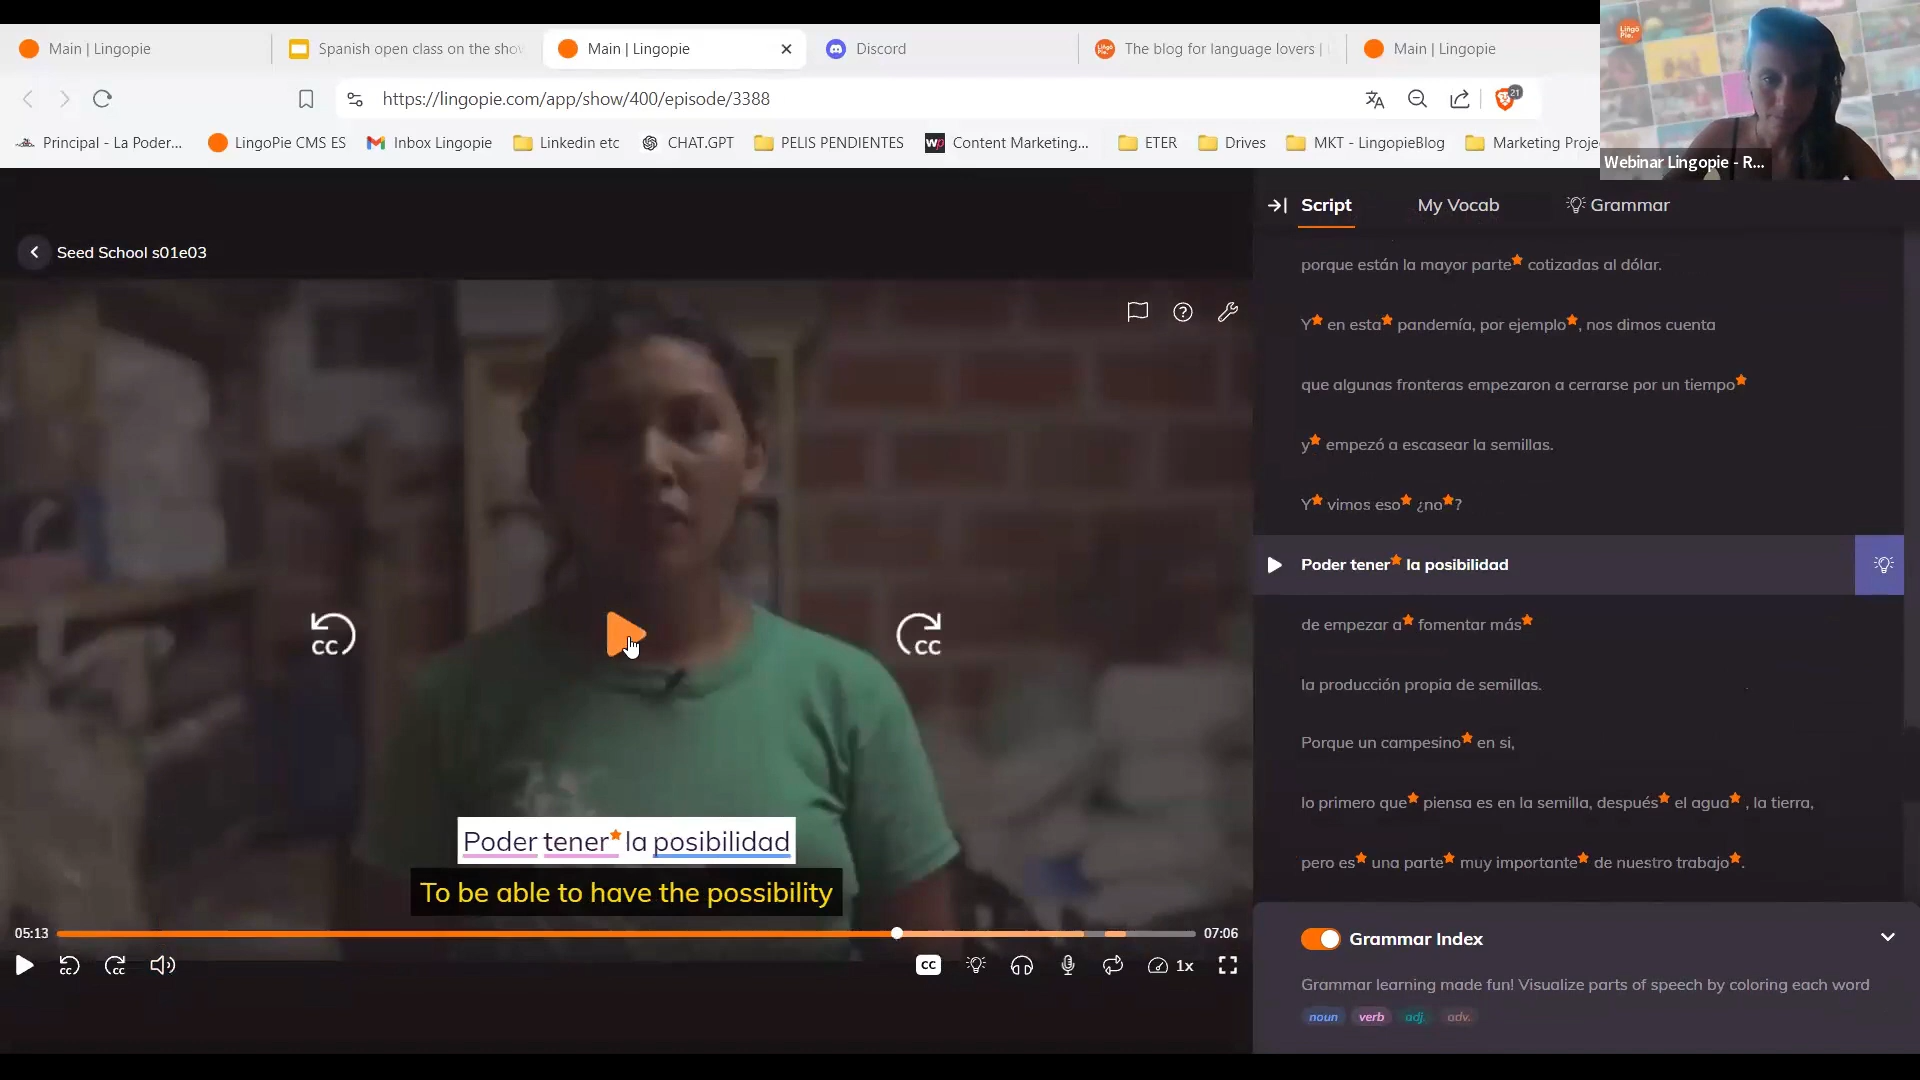 Main | Lingopie
Spanish open class on the sho
Main | Lingopie
Discord
The blog for language lovers |
Main | Lingopie
Lingo Pie.
https://lingopie.com/app/show/400/episode/3388
21
Principal - La Poder...
LingoPie CMS ES
Inbox Lingopie
Linkedin etc
CHAT.GPT
PELIS PENDIENTES
Content Marketing...
ETER
Drives
MKT - LingopieBlog
Marketing Proje
Webinar Lingopie - R...
Script
My Vocab
Grammar
Seed School s01e03
porque están la mayor parte cotizadas al dólar.
Y en esta pandemía, por ejemplo, nos dimos cuenta
que algunas fronteras empezaron a cerrarse por un tiempo
y empezó a escasear la semillas.
Y vimos eso ¿no?
Poder tener la posibilidad
de empezar a fomentar más
la producción propia de semillas.
Porque un campesino en si,
lo primero que piensa es en la semilla, después el agua , la tierra,
pero es una parte muy importante de nuestro trabajo.
CC
CC
Poder tener la posibilidad
To be able to have the possibility
05:13
07:06
CC
1x
Grammar Index
Grammar learning made fun! Visualize parts of speech by coloring each word
noun verb adj. adv.